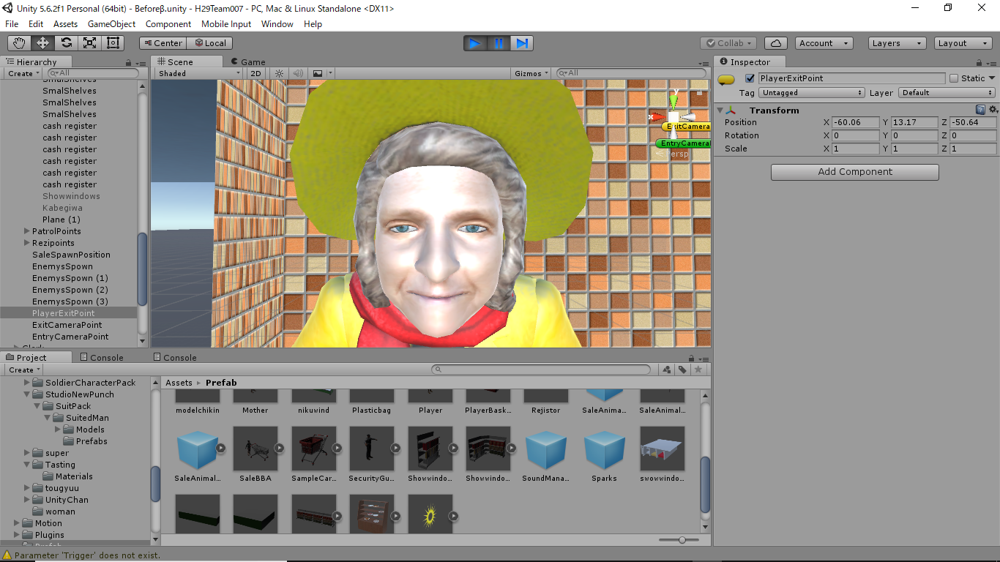 Unity 5.6.2f1 Personal (64bit) - Beforeβ.unity - H29Team007 - PC, Mac & Linux Standalone <DX11>
File Edit Assets GameObject Component Mobile Input Window Help
Center Local Collab Account Layers Layout
Hierarchy
Create All
SmalShelves
SmalShelves
SmalShelves
SmalShelves
cash register
cash register
cash register
cash register
cash register
cash register
Showwindows
Kabegiwa
Plane (1)
PatrolPoints
Rezipoints
SaleSpawnPosition
EnemysSpown
EnemysSpown (1)
EnemysSpown (2)
EnemysSpown (3)
PlayerExitPoint
ExitCameraPoint
EntryCameraPoint
Scene Game
Shaded 2D Gizmos All
y
x
ExitCamera
EntryCamera
Persp
Inspector
PlayerExitPoint Static
Tag Untagged Layer Default
Transform
Position X -60.06 Y 13.17 Z -50.64
Rotation X 0 Y 0 Z 0
Scale X 1 Y 1 Z 1
Add Component
Project Console Console
Create
SoldierCharacterPack
StudioNewPunch
SuitPack
SuitedMan
Models
Prefabs
super
Tasting
Materials
tougyuu
UnityChan
woman
Motion
Plugins
Prefab
Assets ▸ Prefab
modelchikin Mother nikuwind Plasticbag Player PlayerBask... Rejistor SaleAnima... SaleAnimal...
SaleAnimal... SaleBBA SampleCar... SecurityGu... Showwindo... Showwindo... SoundMana... Sparks swowwindo...
Parameter 'Trigger' does not exist.